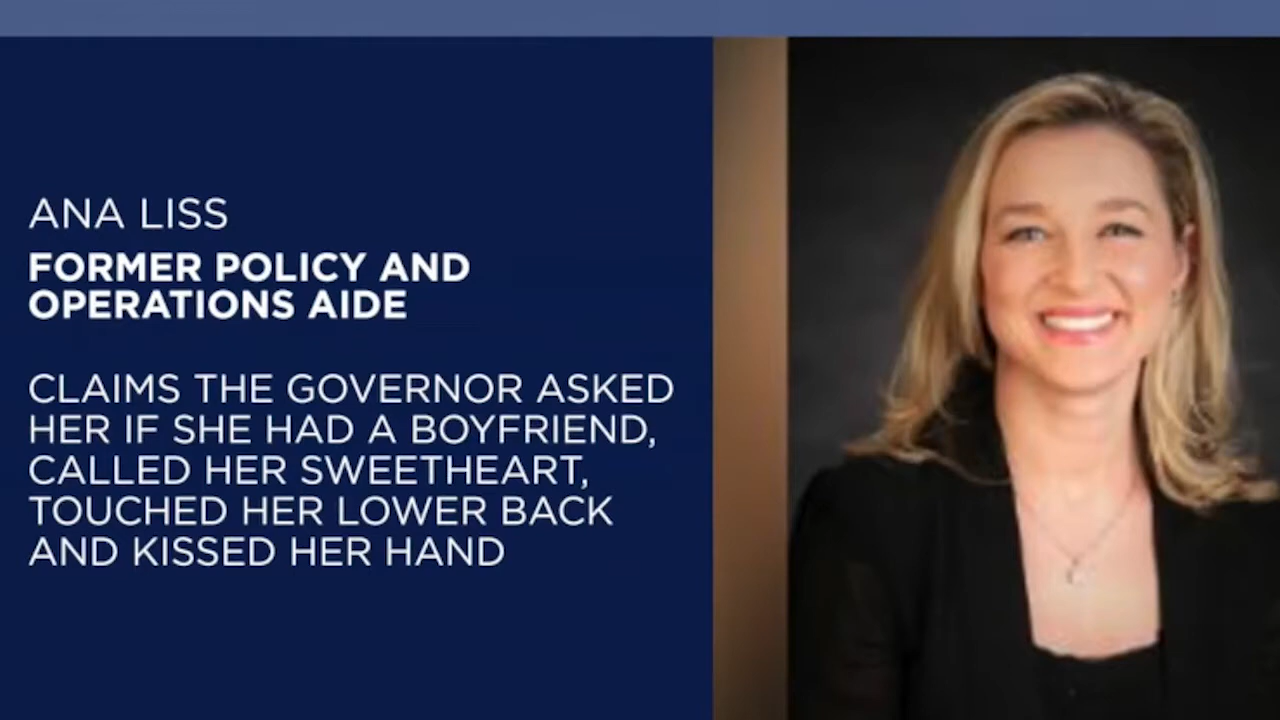 ANA LISS
FORMER POLICY AND
OPERATIONS AIDE
CLAIMS THE GOVERNOR ASKED
HER IF SHE HAD A BOYFRIEND,
CALLED HER SWEETHEART,
TOUCHED HER LOWER BACK
AND KISSED HER HAND